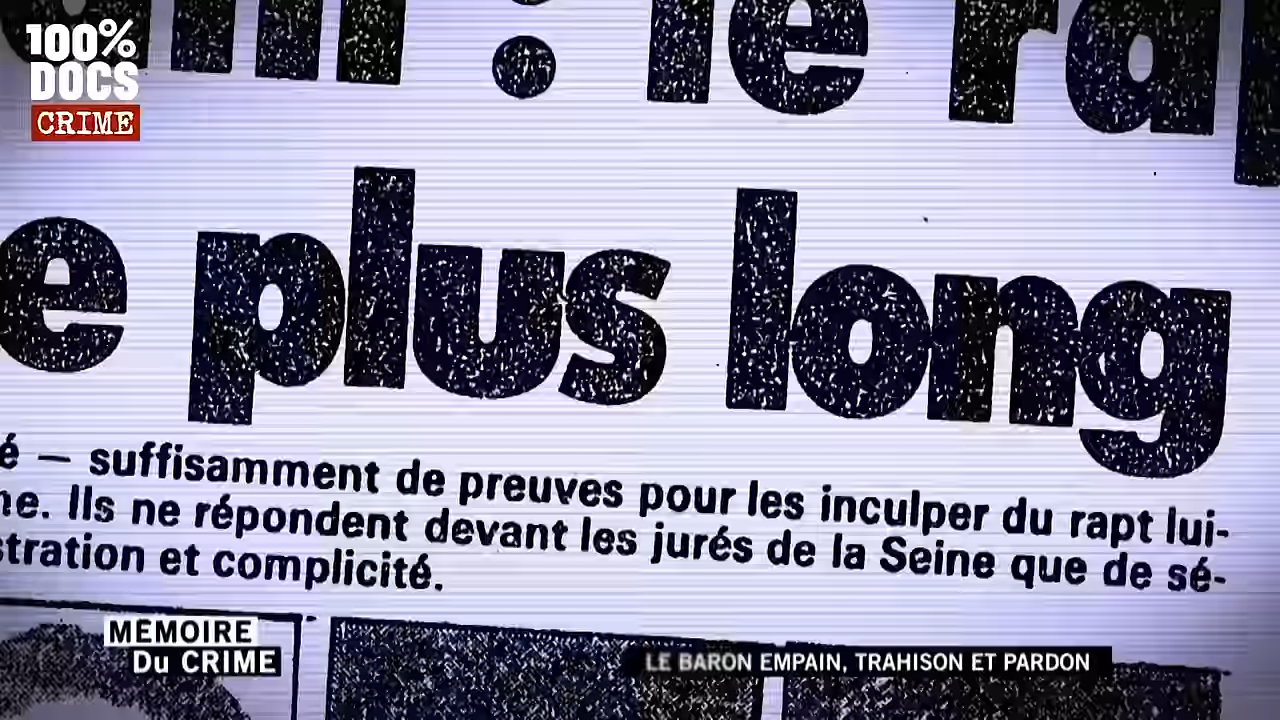 100%
DOCS
CRIME
: le rap
e plus long
é — suffisamment de preuves pour les inculper du rapt lui-
ne. Ils ne répondent devant les jurés de la Seine que de sé-
stration et complicité.
MEMOIRE
Du CRIME
LE BARON EMPAIN, TRAHISON ET PARDON